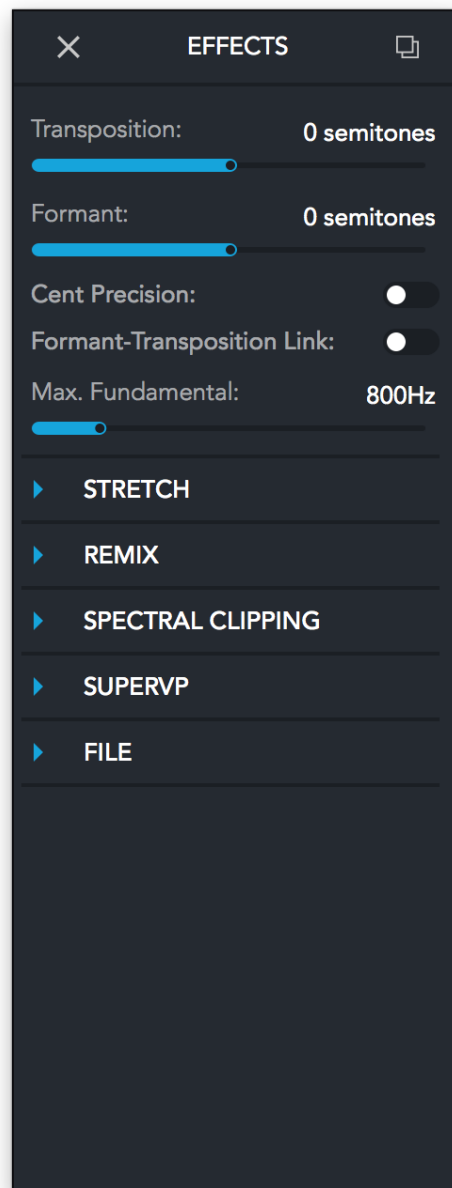 EFFECTS
Transposition: 0 semitones
Formant: 0 semitones
Cent Precision:
Formant-Transposition Link:
Max. Fundamental: 800Hz
STRETCH
REMIX
SPECTRAL CLIPPING
SUPERVP
FILE